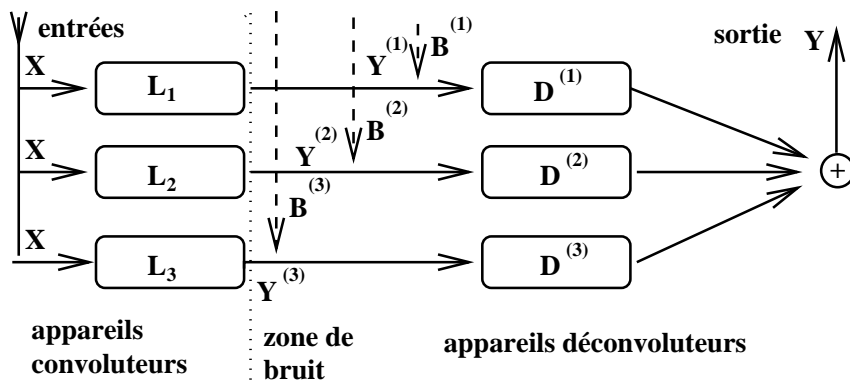 entrées
sortie
X L₁ Y⁽¹⁾ B⁽¹⁾ D⁽¹⁾ Y
X L₂ Y⁽²⁾ B⁽²⁾ D⁽²⁾ +
X L₃ Y⁽³⁾ B⁽³⁾ D⁽³⁾
appareils
convoluteurs
zone de
bruit
appareils déconvoluteurs